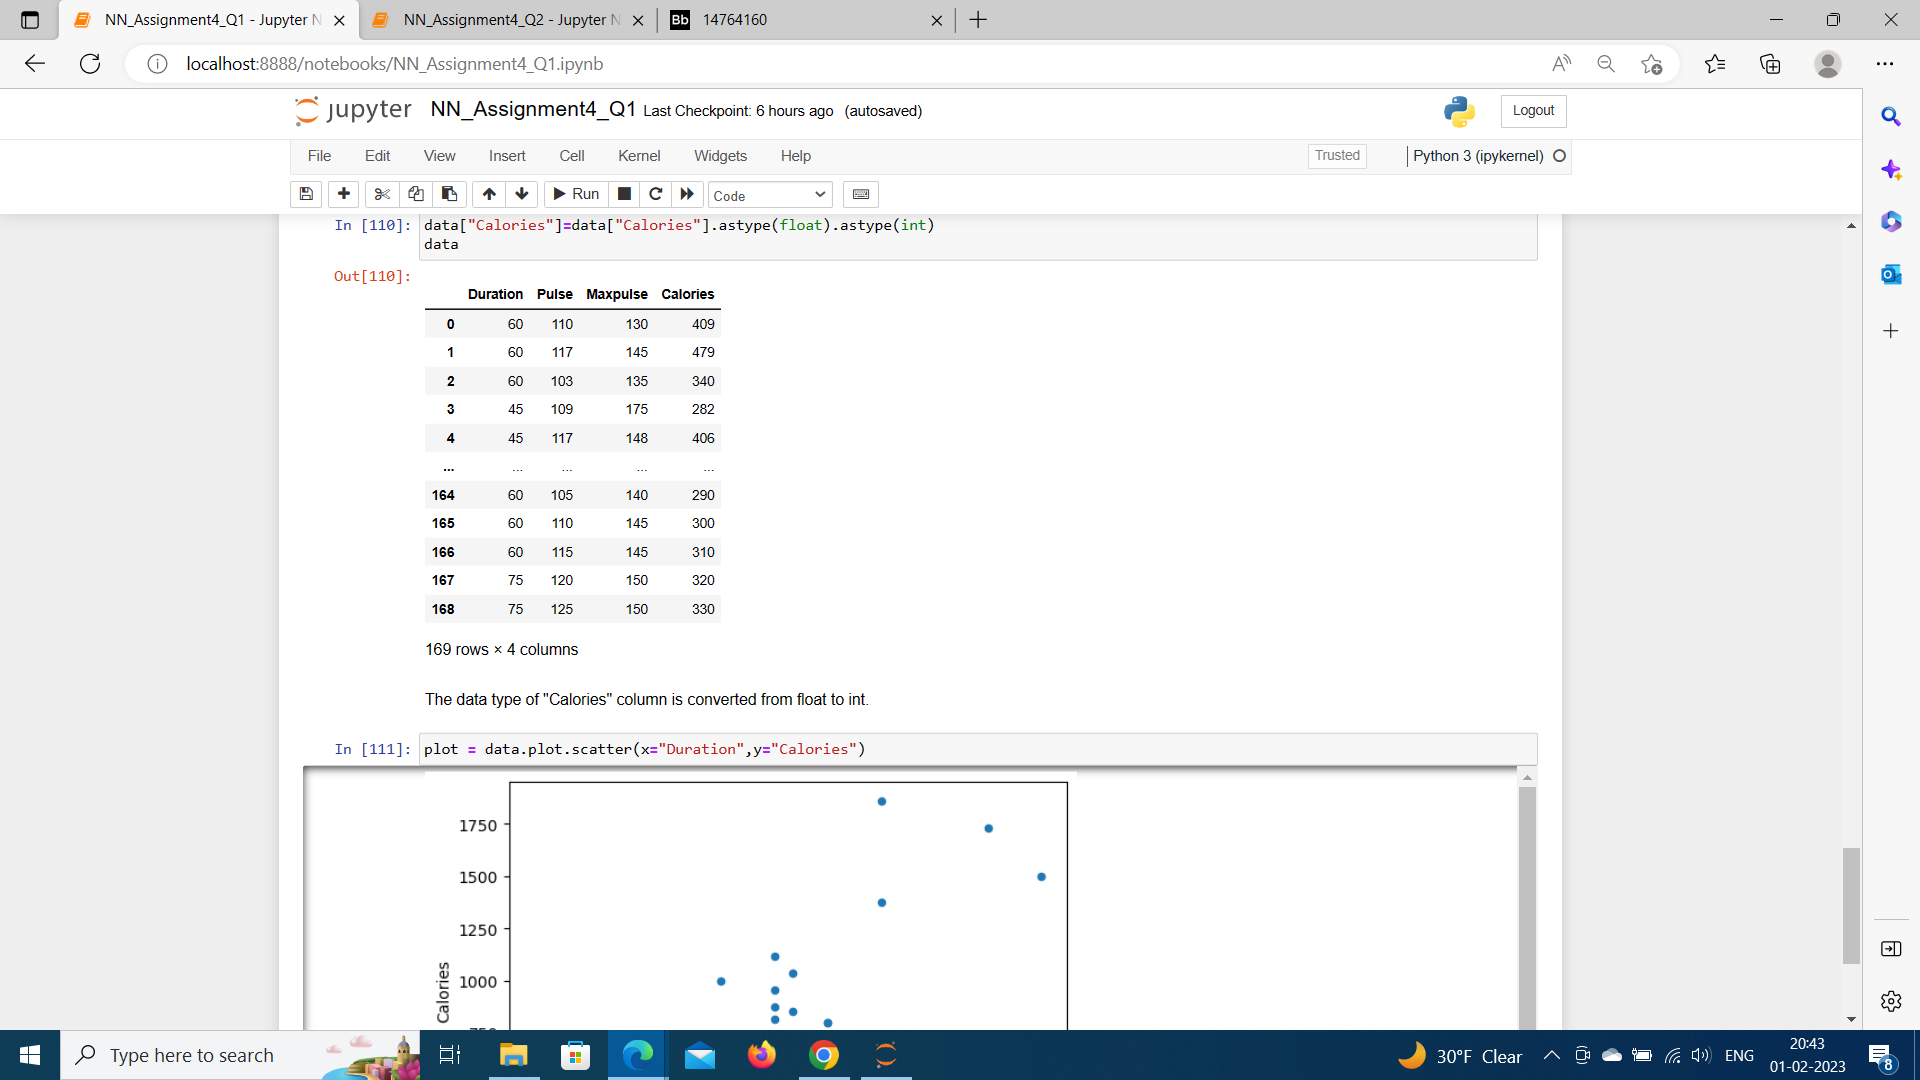 NN_Assignment4_Q1 - Jupyter N
NN_Assignment4_Q2 - Jupyter N
Bb 14764160
localhost:8888/notebooks/NN_Assignment4_Q1.ipynb
jupyter NN_Assignment4_Q1 Last Checkpoint: 6 hours ago (autosaved)
Logout
File Edit View Insert Cell Kernel Widgets Help
Trusted Python 3 (ipykernel)
Run Code
In [110]: data["Calories"]=data["Calories"].astype(float).astype(int)
data
Out[110]:
Duration Pulse Maxpulse Calories
0 60 110 130 409
1 60 117 145 479
2 60 103 135 340
3 45 109 175 282
4 45 117 148 406
... ... ... ... ...
164 60 105 140 290
165 60 110 145 300
166 60 115 145 310
167 75 120 150 320
168 75 125 150 330
169 rows × 4 columns
The data type of "Calories" column is converted from float to int.
In [111]: plot = data.plot.scatter(x="Duration",y="Calories")
1750
1500
1250
1000
750
Calories
Type here to search
30°F Clear
ENG
20:43
01-02-2023
8